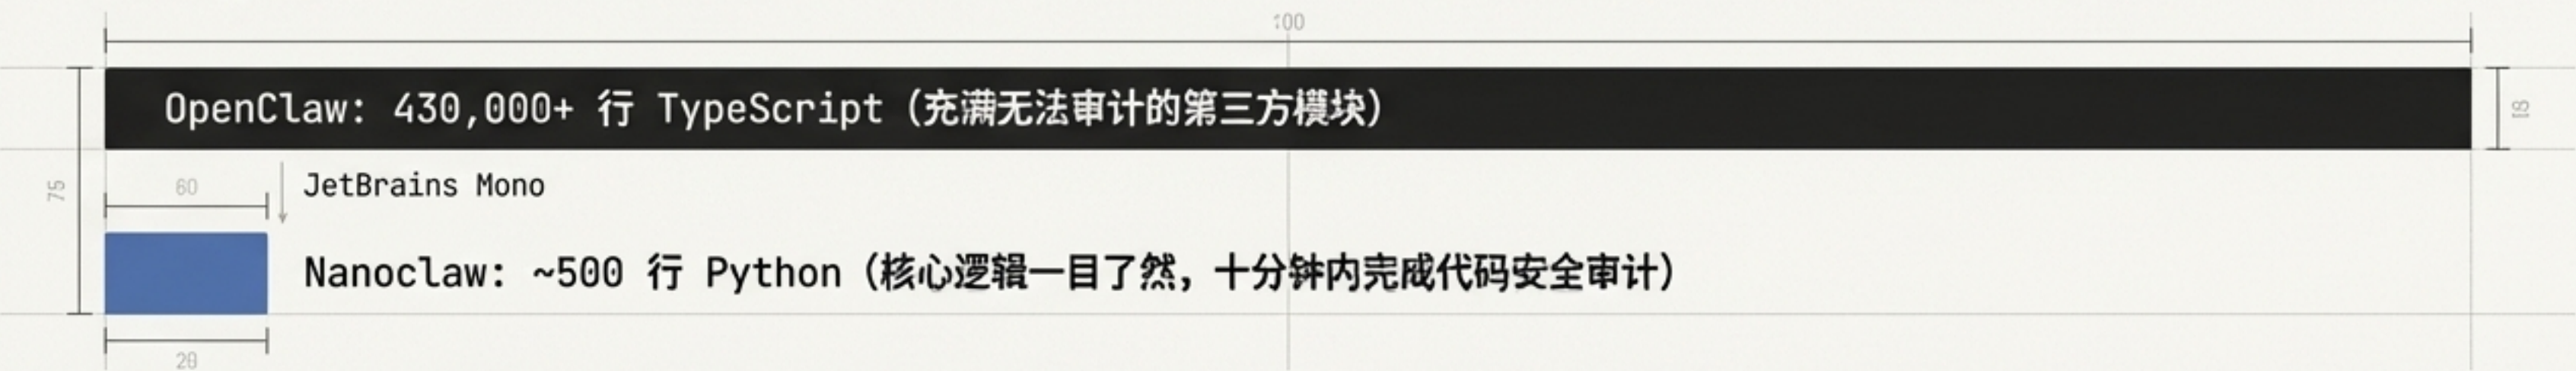 100
OpenClaw: 430,000+ 行 TypeScript（充满无法审计的第三方模块）
75
60
JetBrains Mono
Nanoclaw: ~500 行 Python（核心逻辑一目了然，十分钟内完成代码安全审计）
20